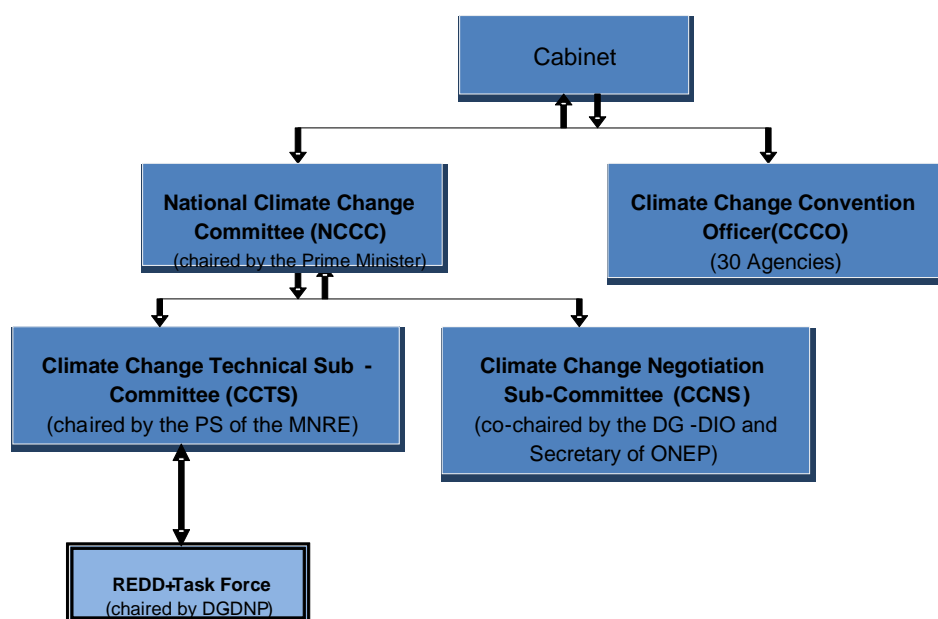 Cabinet
National Climate Change
Committee (NCCC)
(chaired by the Prime Minister)
Climate Change Convention
Officer(CCCO)
(30 Agencies)
Climate Change Technical Sub -
Committee (CCTS)
(chaired by the PS of the MNRE)
Climate Change Negotiation
Sub-Committee (CCNS)
(co-chaired by the DG -DIO and
Secretary of ONEP)
REDD+Task Force
(chaired by DGDNP)